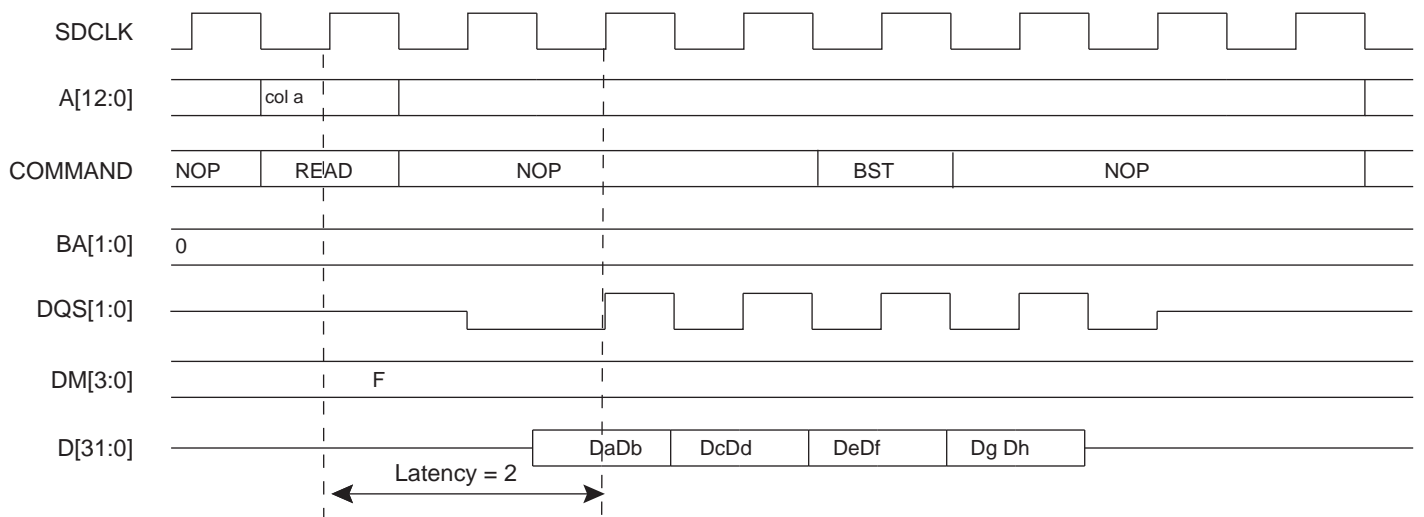 SDCLK
A[12:0] col a
COMMAND NOP READ NOP BST NOP
BA[1:0] 0
DQS[1:0]
DM[3:0] F
D[31:0] DaDb DcDd DeDf Dg Dh
Latency = 2